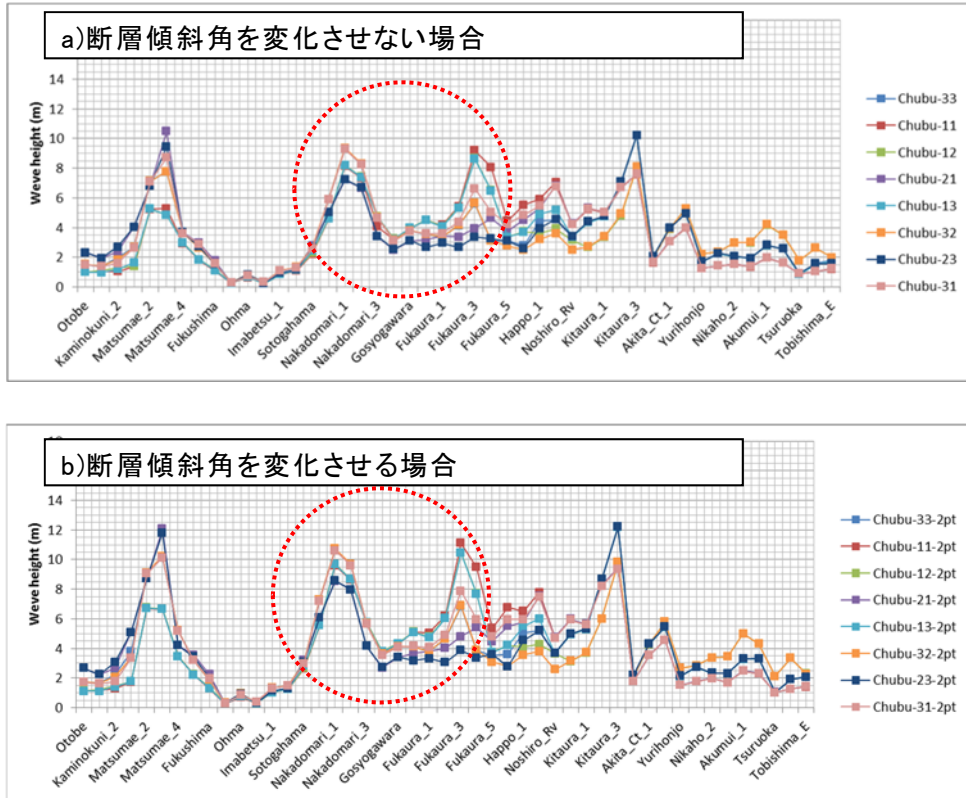 a)断層傾斜角を変化させない場合
14
12
10
8
6
4
2
0
Weve height (m)
Otobe
Kaminokuni_2
Matsumae_2
Matsumae_4
Fukushima
Ohma
Imabetsu_1
Sotogahama
Nakadomari_1
Nakadomari_3
Gosyogawara
Fukaura_1
Fukaura_3
Fukaura_5
Happo_1
Noshiro_Rv
Kitaura_1
Kitaura_3
Akita_Ct_1
Yurihonjo
Nikaho_2
Akumui_1
Tsuruoka
Tobishima_E
Chubu-33
Chubu-11
Chubu-12
Chubu-21
Chubu-13
Chubu-32
Chubu-23
Chubu-31
b)断層傾斜角を変化させる場合
14
12
10
8
6
4
2
0
Weve height (m)
Otobe
Kaminokuni_2
Matsumae_2
Matsumae_4
Fukushima
Ohma
Imabetsu_1
Sotogahama
Nakadomari_1
Nakadomari_3
Gosyogawara
Fukaura_1
Fukaura_3
Fukaura_5
Happo_1
Noshiro_Rv
Kitaura_1
Kitaura_3
Akita_Ct_1
Yurihonjo
Nikaho_2
Akumui_1
Tsuruoka
Tobishima_E
Chubu-33-2pt
Chubu-11-2pt
Chubu-12-2pt
Chubu-21-2pt
Chubu-13-2pt
Chubu-32-2pt
Chubu-23-2pt
Chubu-31-2pt